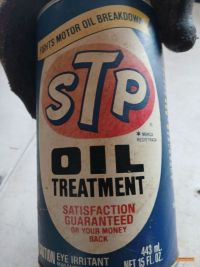 FIGHTS MOTOR OIL BREAKDOWN
STP
* MARCA
REGISTRADA
OIL
TREATMENT
SATISFACTION
GUARANTEED
OR YOUR MONEY
BACK
EYE IRRITANT
443 ml
NET 15 FL. OZ.